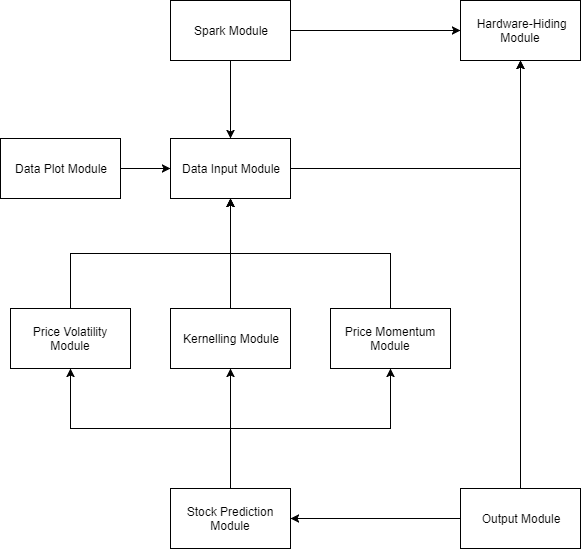 Spark Module
Hardware-Hiding
Module
Data Plot Module
Data Input Module
Price Volatility
Module
Kernelling Module
Price Momentum
Module
Stock Prediction
Module
Output Module